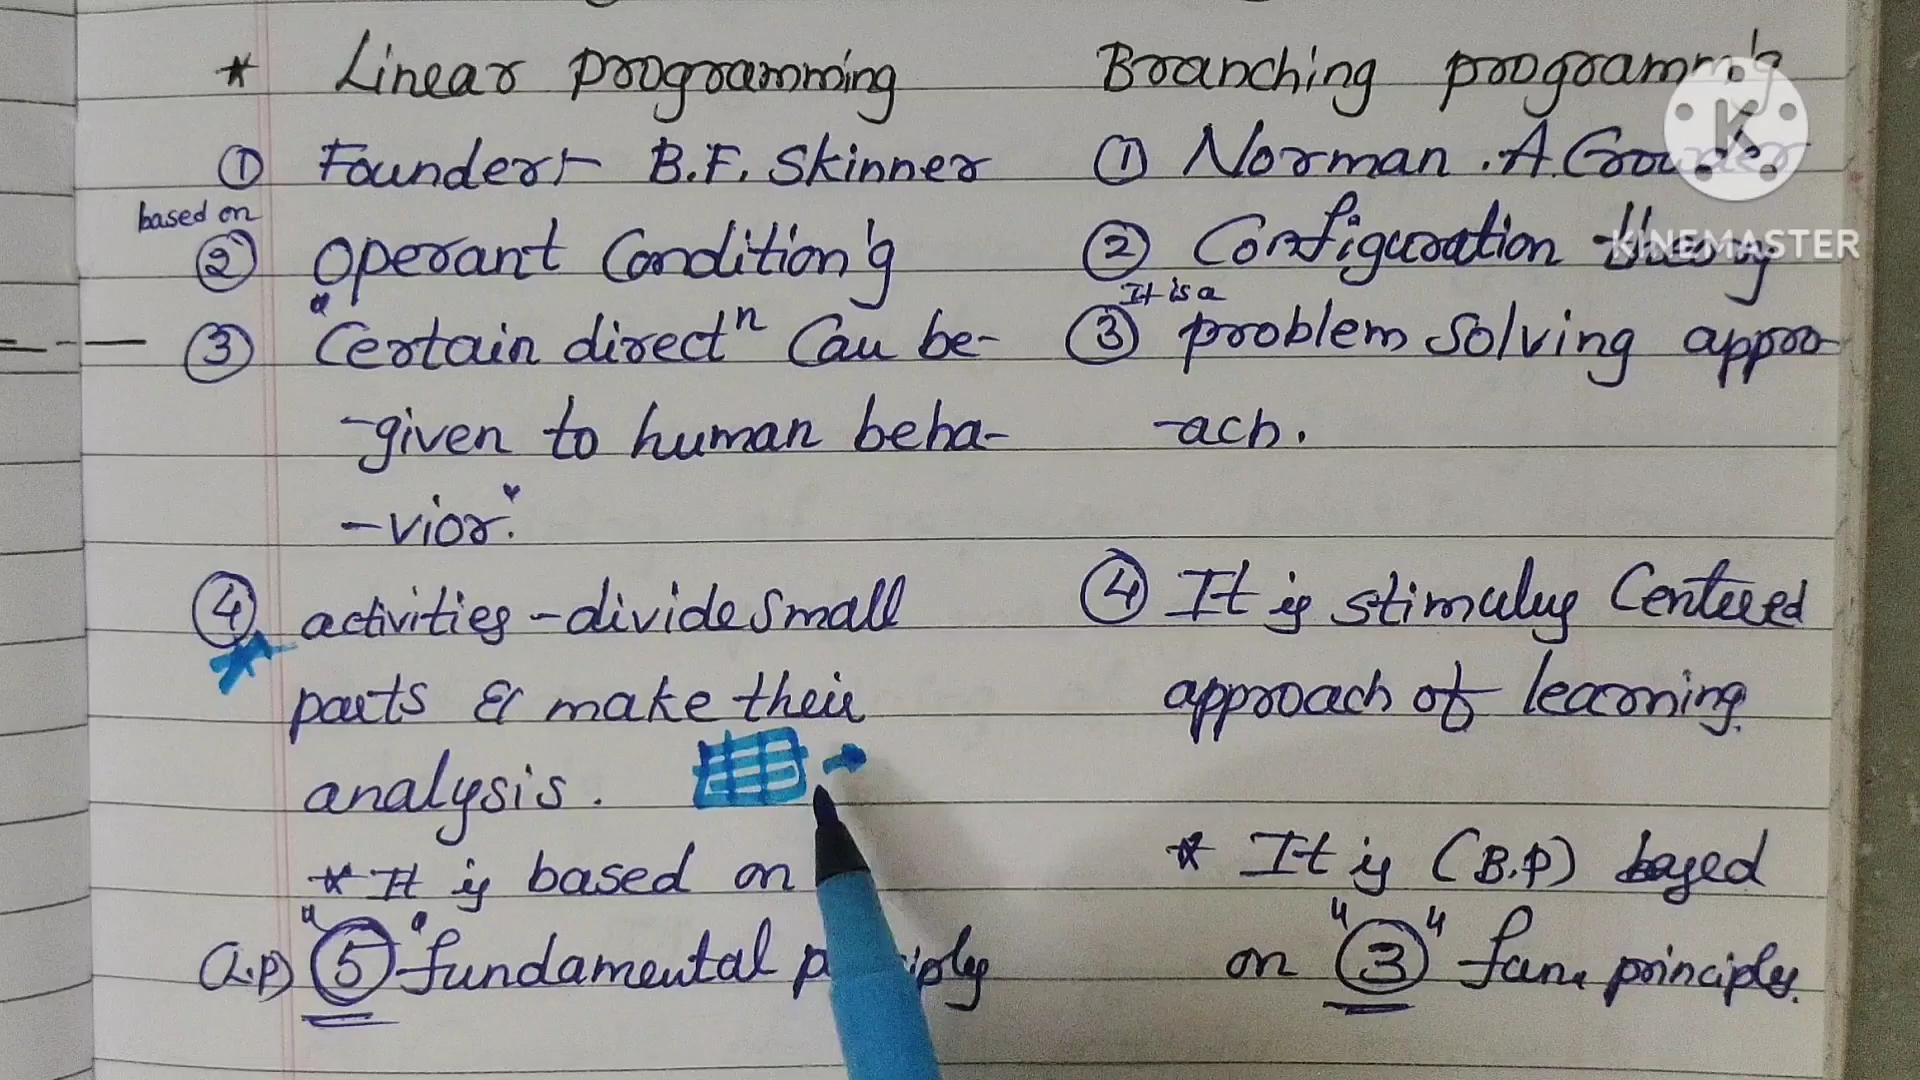 * Linear programming
Branching programm'g
① Founder:- B.F. Skinner
① Norman . A. Crowder
based on
② Operant Condition'g
② Configuration theory
③ "Certain directⁿ Can be-
-given to human beha-
-vior."
It is a
③ problem solving appro-
-ach.
④ activities - divide small
parts & make their
analysis.
④ It is stimulus Centered
approach of learning.
* It is based on
(L.P) "⑤" fundamental
* It is (B.P) based
on "③" fun. principles.
K
KINEMASTER